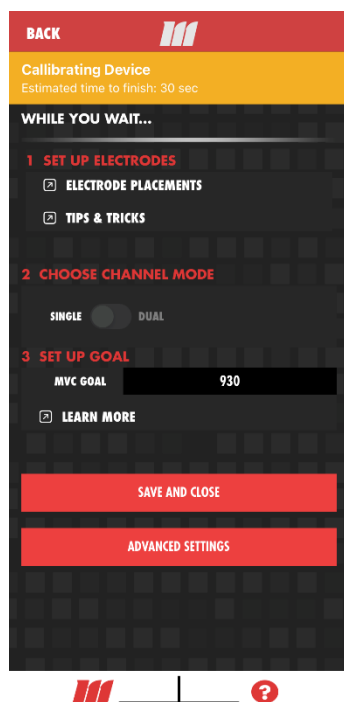 BACK
Callibrating Device
Estimated time to finish: 30 sec
WHILE YOU WAIT...
1 SET UP ELECTRODES
ELECTRODE PLACEMENTS
TIPS & TRICKS
2 CHOOSE CHANNEL MODE
SINGLE DUAL
3 SET UP GOAL
MVC GOAL 930
LEARN MORE
SAVE AND CLOSE
ADVANCED SETTINGS
?